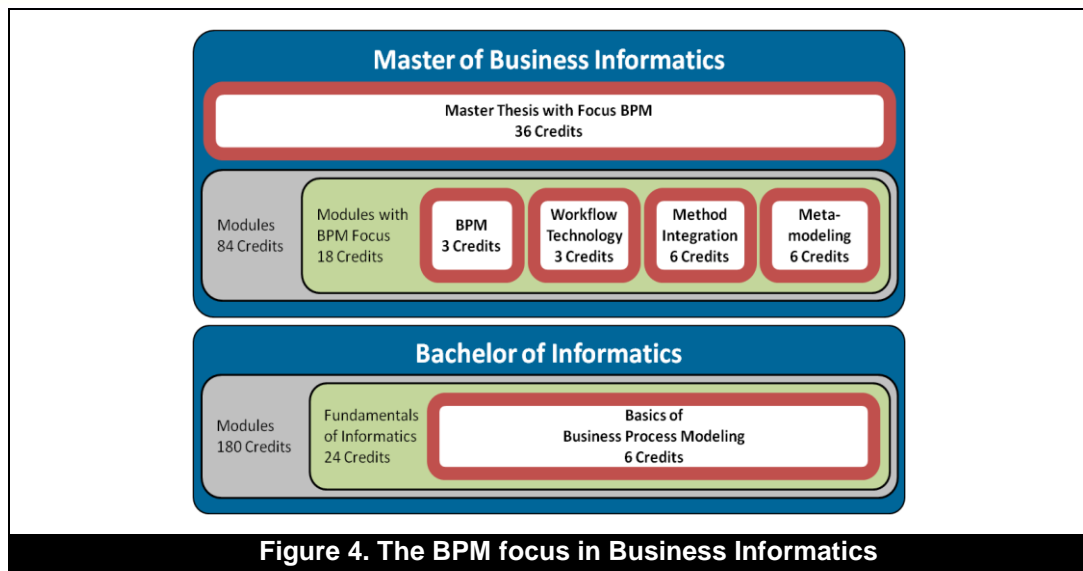 Master of Business Informatics
Master Thesis with Focus BPM
36 Credits
Modules
84 Credits
Modules with
BPM Focus
18 Credits
BPM
3 Credits
Workflow
Technology
3 Credits
Method
Integration
6 Credits
Meta-
modeling
6 Credits
Bachelor of Informatics
Modules
180 Credits
Fundamentals
of Informatics
24 Credits
Basics of
Business Process Modeling
6 Credits
Figure 4. The BPM focus in Business Informatics